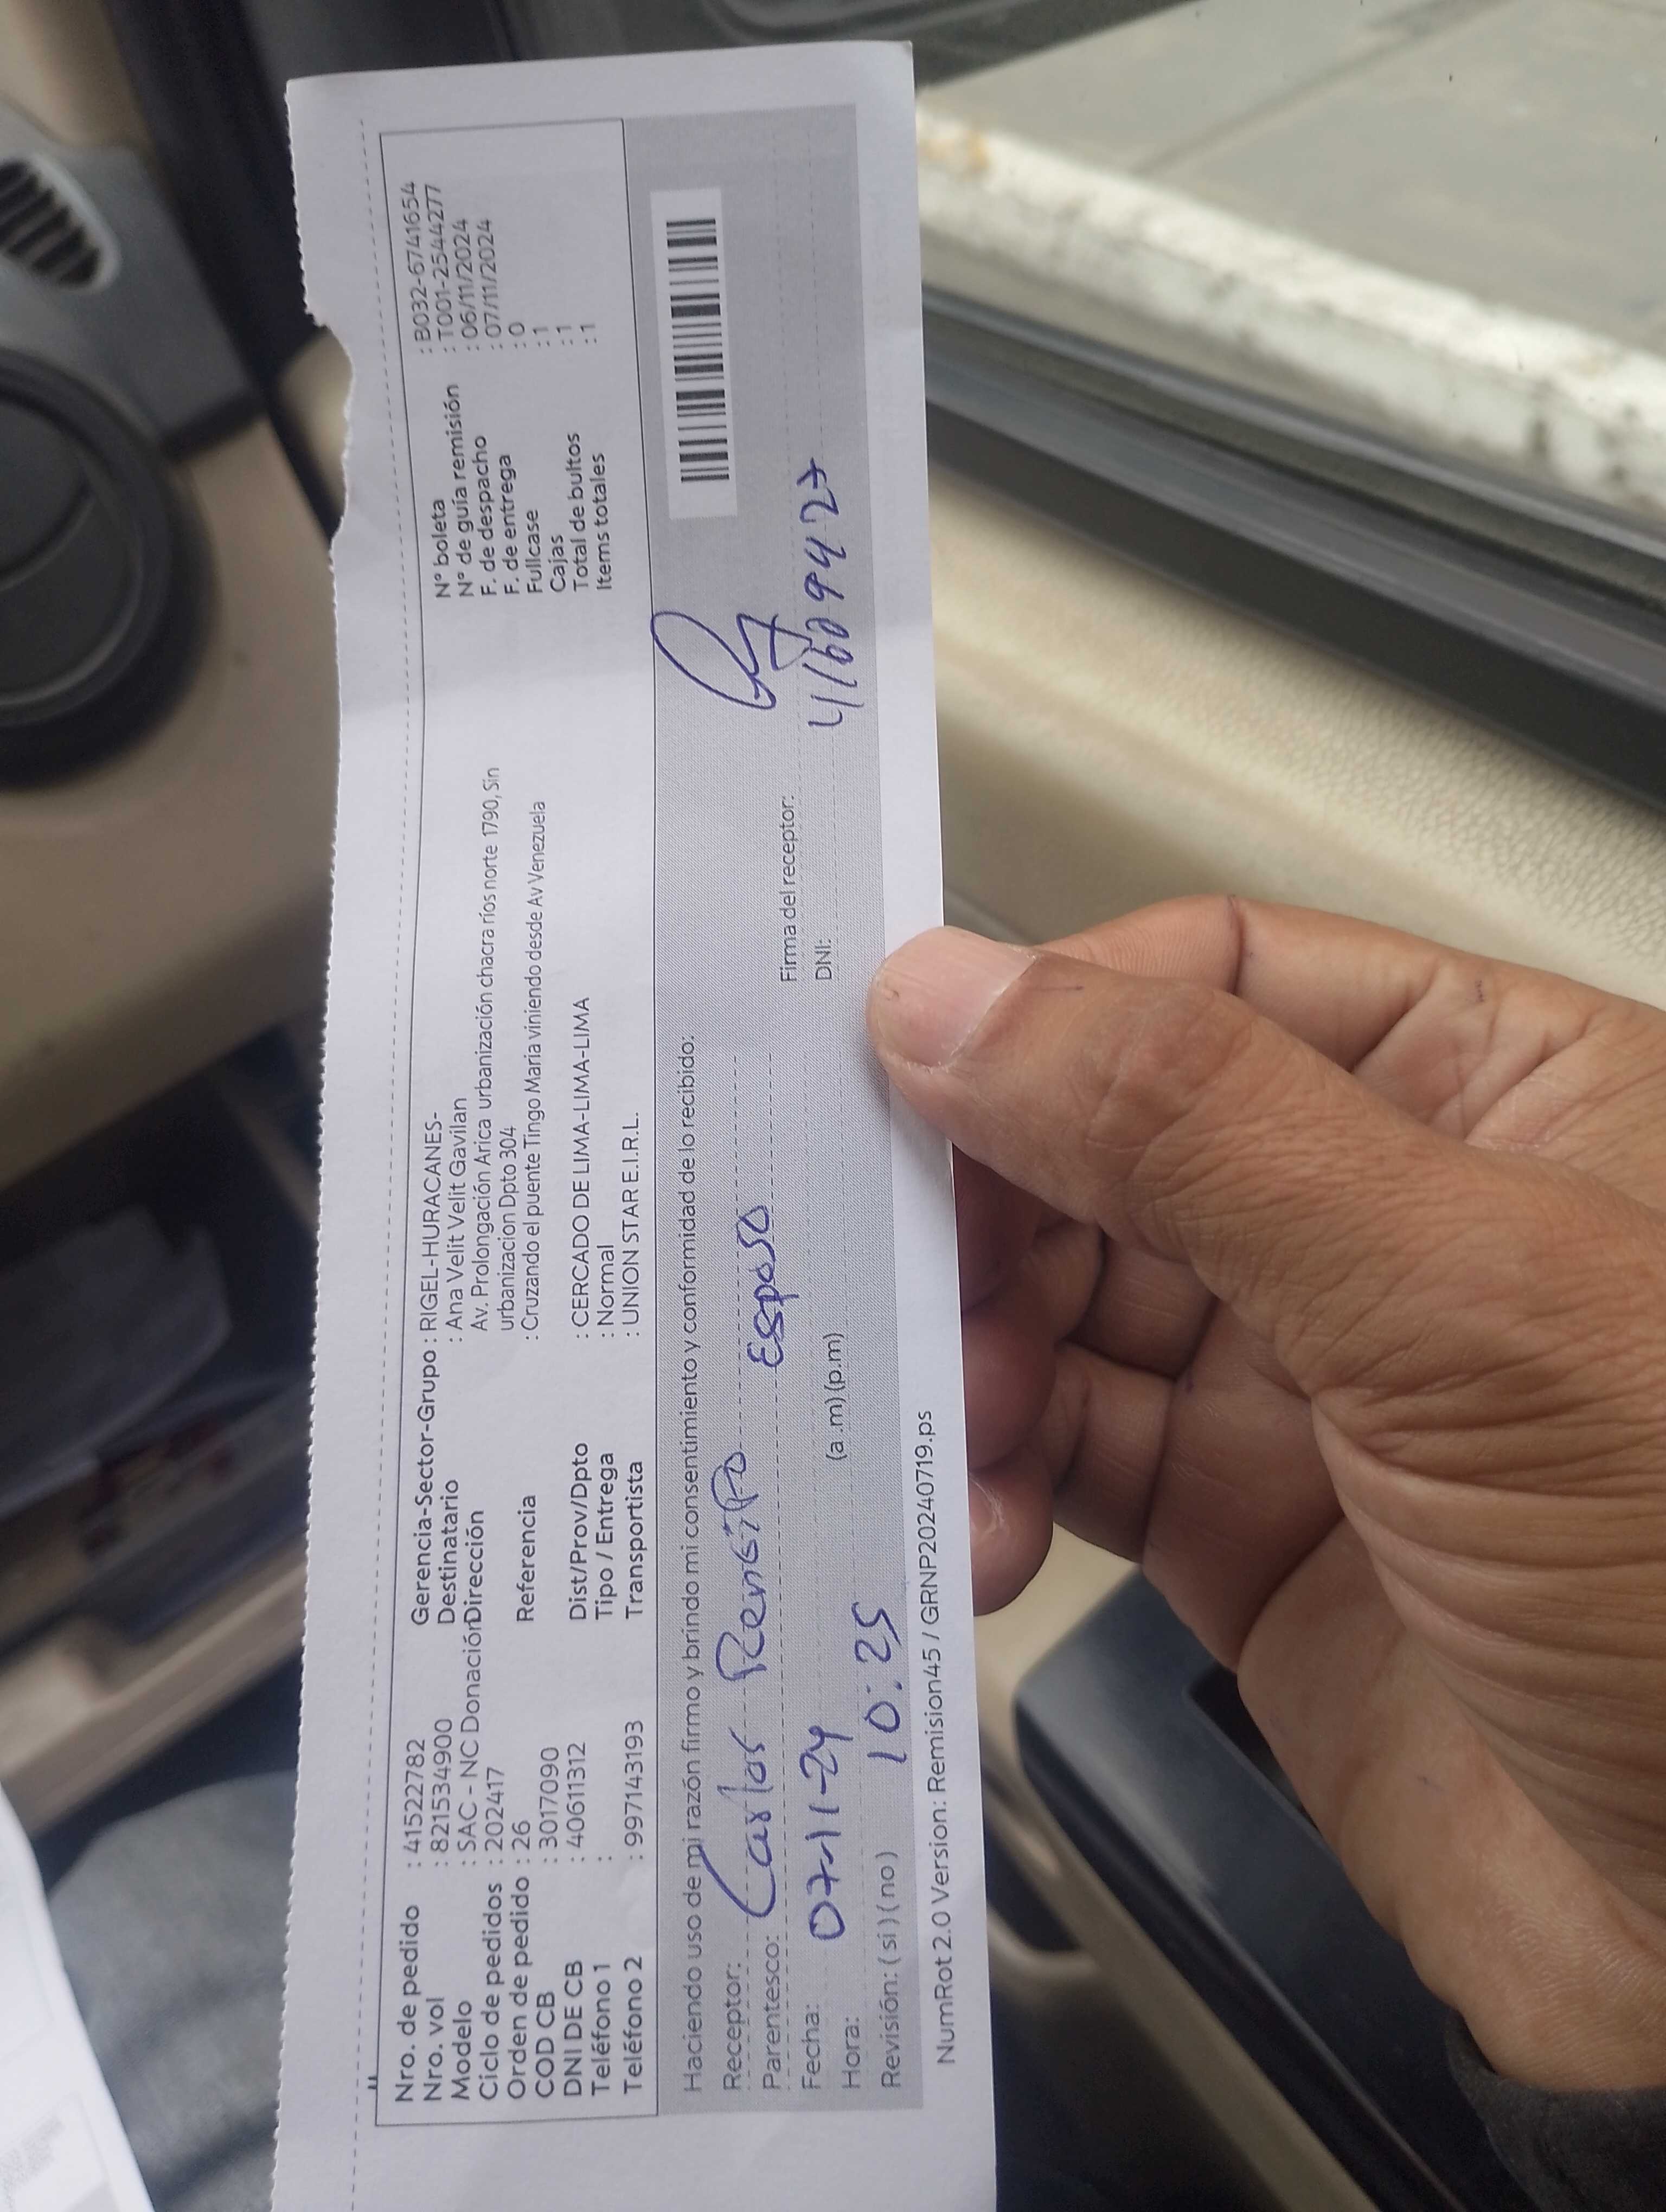 Nro. de pedido : 415222782
Nro. vol : 821534900
Modelo : SAC - NC Donación
Ciclo de pedidos : 202417
Orden de pedido : 26
COD CB : 3017090
DNI DE CB : 40611312
Teléfono 1 :
Teléfono 2 : 997143193
Gerencia-Sector-Grupo : RIGEL-HURACANES-
Destinatario : Ana Velit Velit Gavilan
Dirección Av. Prolongación Arica urbanización chacra ríos norte 1790, Sin
urbanizacion Dpto 304
Referencia : Cruzando el puente Tingo María viniendo desde Av Venezuela
Dist/Prov/Dpto : CERCADO DE LIMA-LIMA-LIMA
Tipo / Entrega : Normal
Transportista : UNION STAR E.I.R.L.
N° boleta : B032-6741654
N° de guía remisión : T001-2544277
F. de despacho : 06/11/2024
F. de entrega : 07/11/2024
Fullcase : 0
Cajas : 1
Total de bultos : 1
Items totales : 1
Haciendo uso de mi razón firmo y brindo mi consentimiento y conformidad de lo recibido:
Receptor: Carlos Rengifo
Parentesco: Esposo
Fecha: 07-11-24
Hora: 10:25 (a .m) (p.m)
Revisión: ( si ) ( no )
Firma del receptor:
DNI:
NumRot 2.0 Version: Remision45 / GRNP20240719.ps